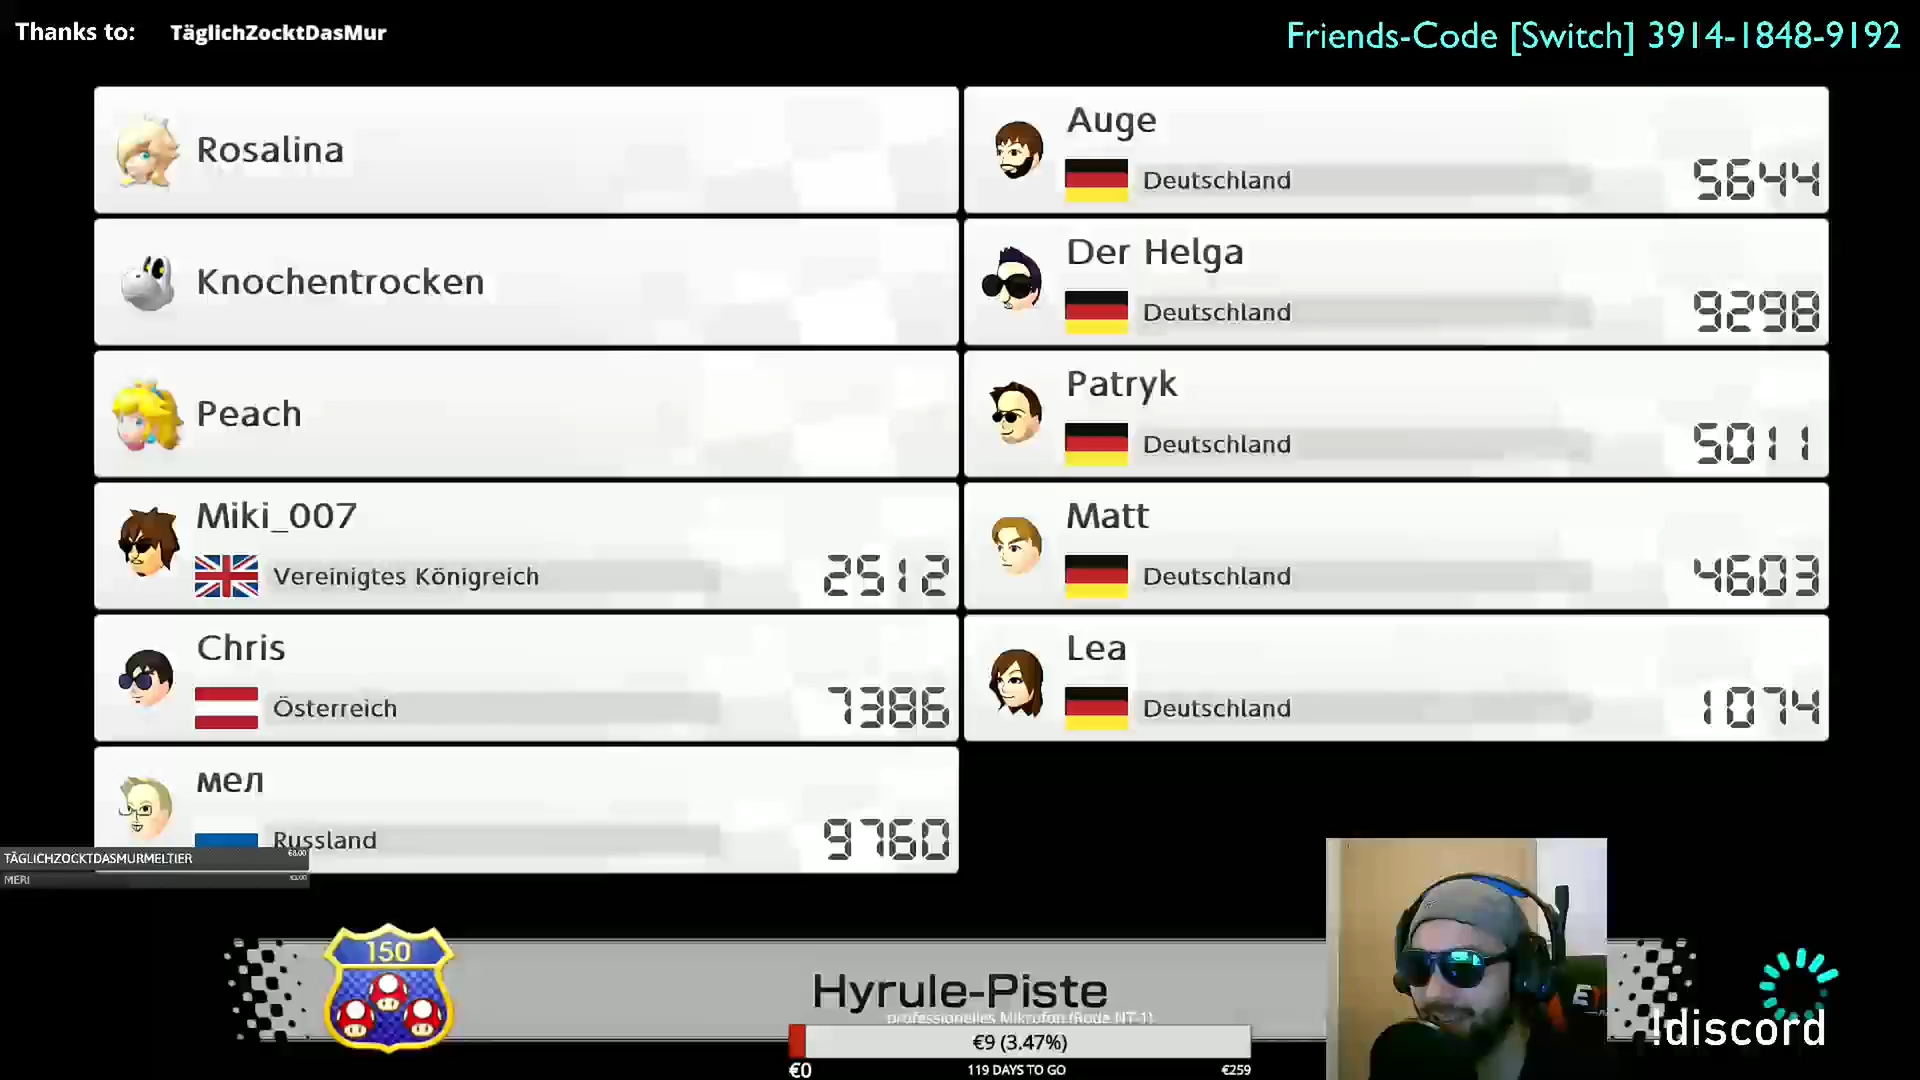 Thanks to: TäglichZocktDasMur
Friends-Code [Switch] 3914-1848-9192
Rosalina
Knochentrocken
Peach
Miki_007
Vereinigtes Königreich 2512
Chris
Österreich 7386
мел
Russland 9760
Auge
Deutschland 5644
Der Helga
Deutschland 9298
Patryk
Deutschland 5011
Matt
Deutschland 4603
Lea
Deutschland 1074
TÄGLICHZOCKTDASMURMELTIER €8.00
MERI
150
Hyrule-Piste
professionelles Mikrofon (Rode NT-1)
€9 (3.47%)
€0 119 DAYS TO GO €259
!discord